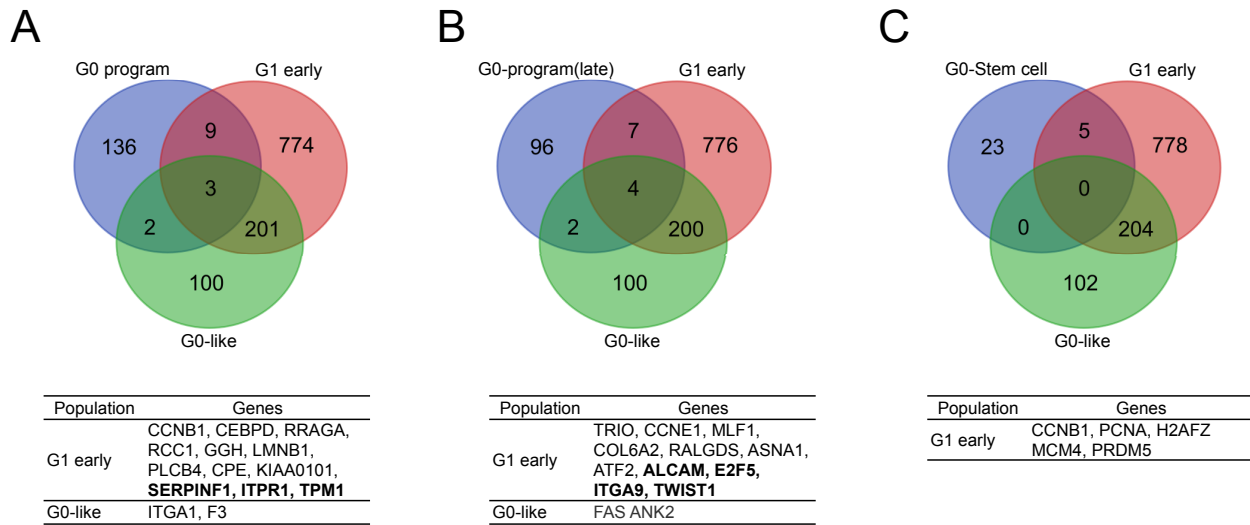 A
G0 program
G1 early
136
9
774
3
2
201
100
G0-like
Population Genes
G1 early
CCNB1, CEBPD, RRAGA,
RCC1, GGH, LMNB1,
PLCB4, CPE, KIAA0101,
SERPINF1, ITPR1, TPM1
G0-like ITGA1, F3
B
G0-program(late)
G1 early
96
7
776
4
2
200
100
G0-like
Population Genes
G1 early
TRIO, CCNE1, MLF1,
COL6A2, RALGDS, ASNA1,
ATF2, ALCAM, E2F5,
ITGA9, TWIST1
G0-like FAS ANK2
C
G0-Stem cell
G1 early
23
5
778
0
0
204
102
G0-like
Population Genes
G1 early
CCNB1, PCNA, H2AFZ
MCM4, PRDM5